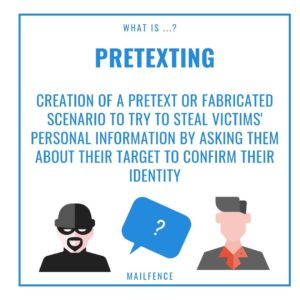 WHAT IS ...?
PRETEXTING
CREATION OF A PRETEXT OR FABRICATED
SCENARIO TO TRY TO STEAL VICTIMS'
PERSONAL INFORMATION BY ASKING THEM
ABOUT THEIR TARGET TO CONFIRM THEIR
IDENTITY
?
MAILFENCE